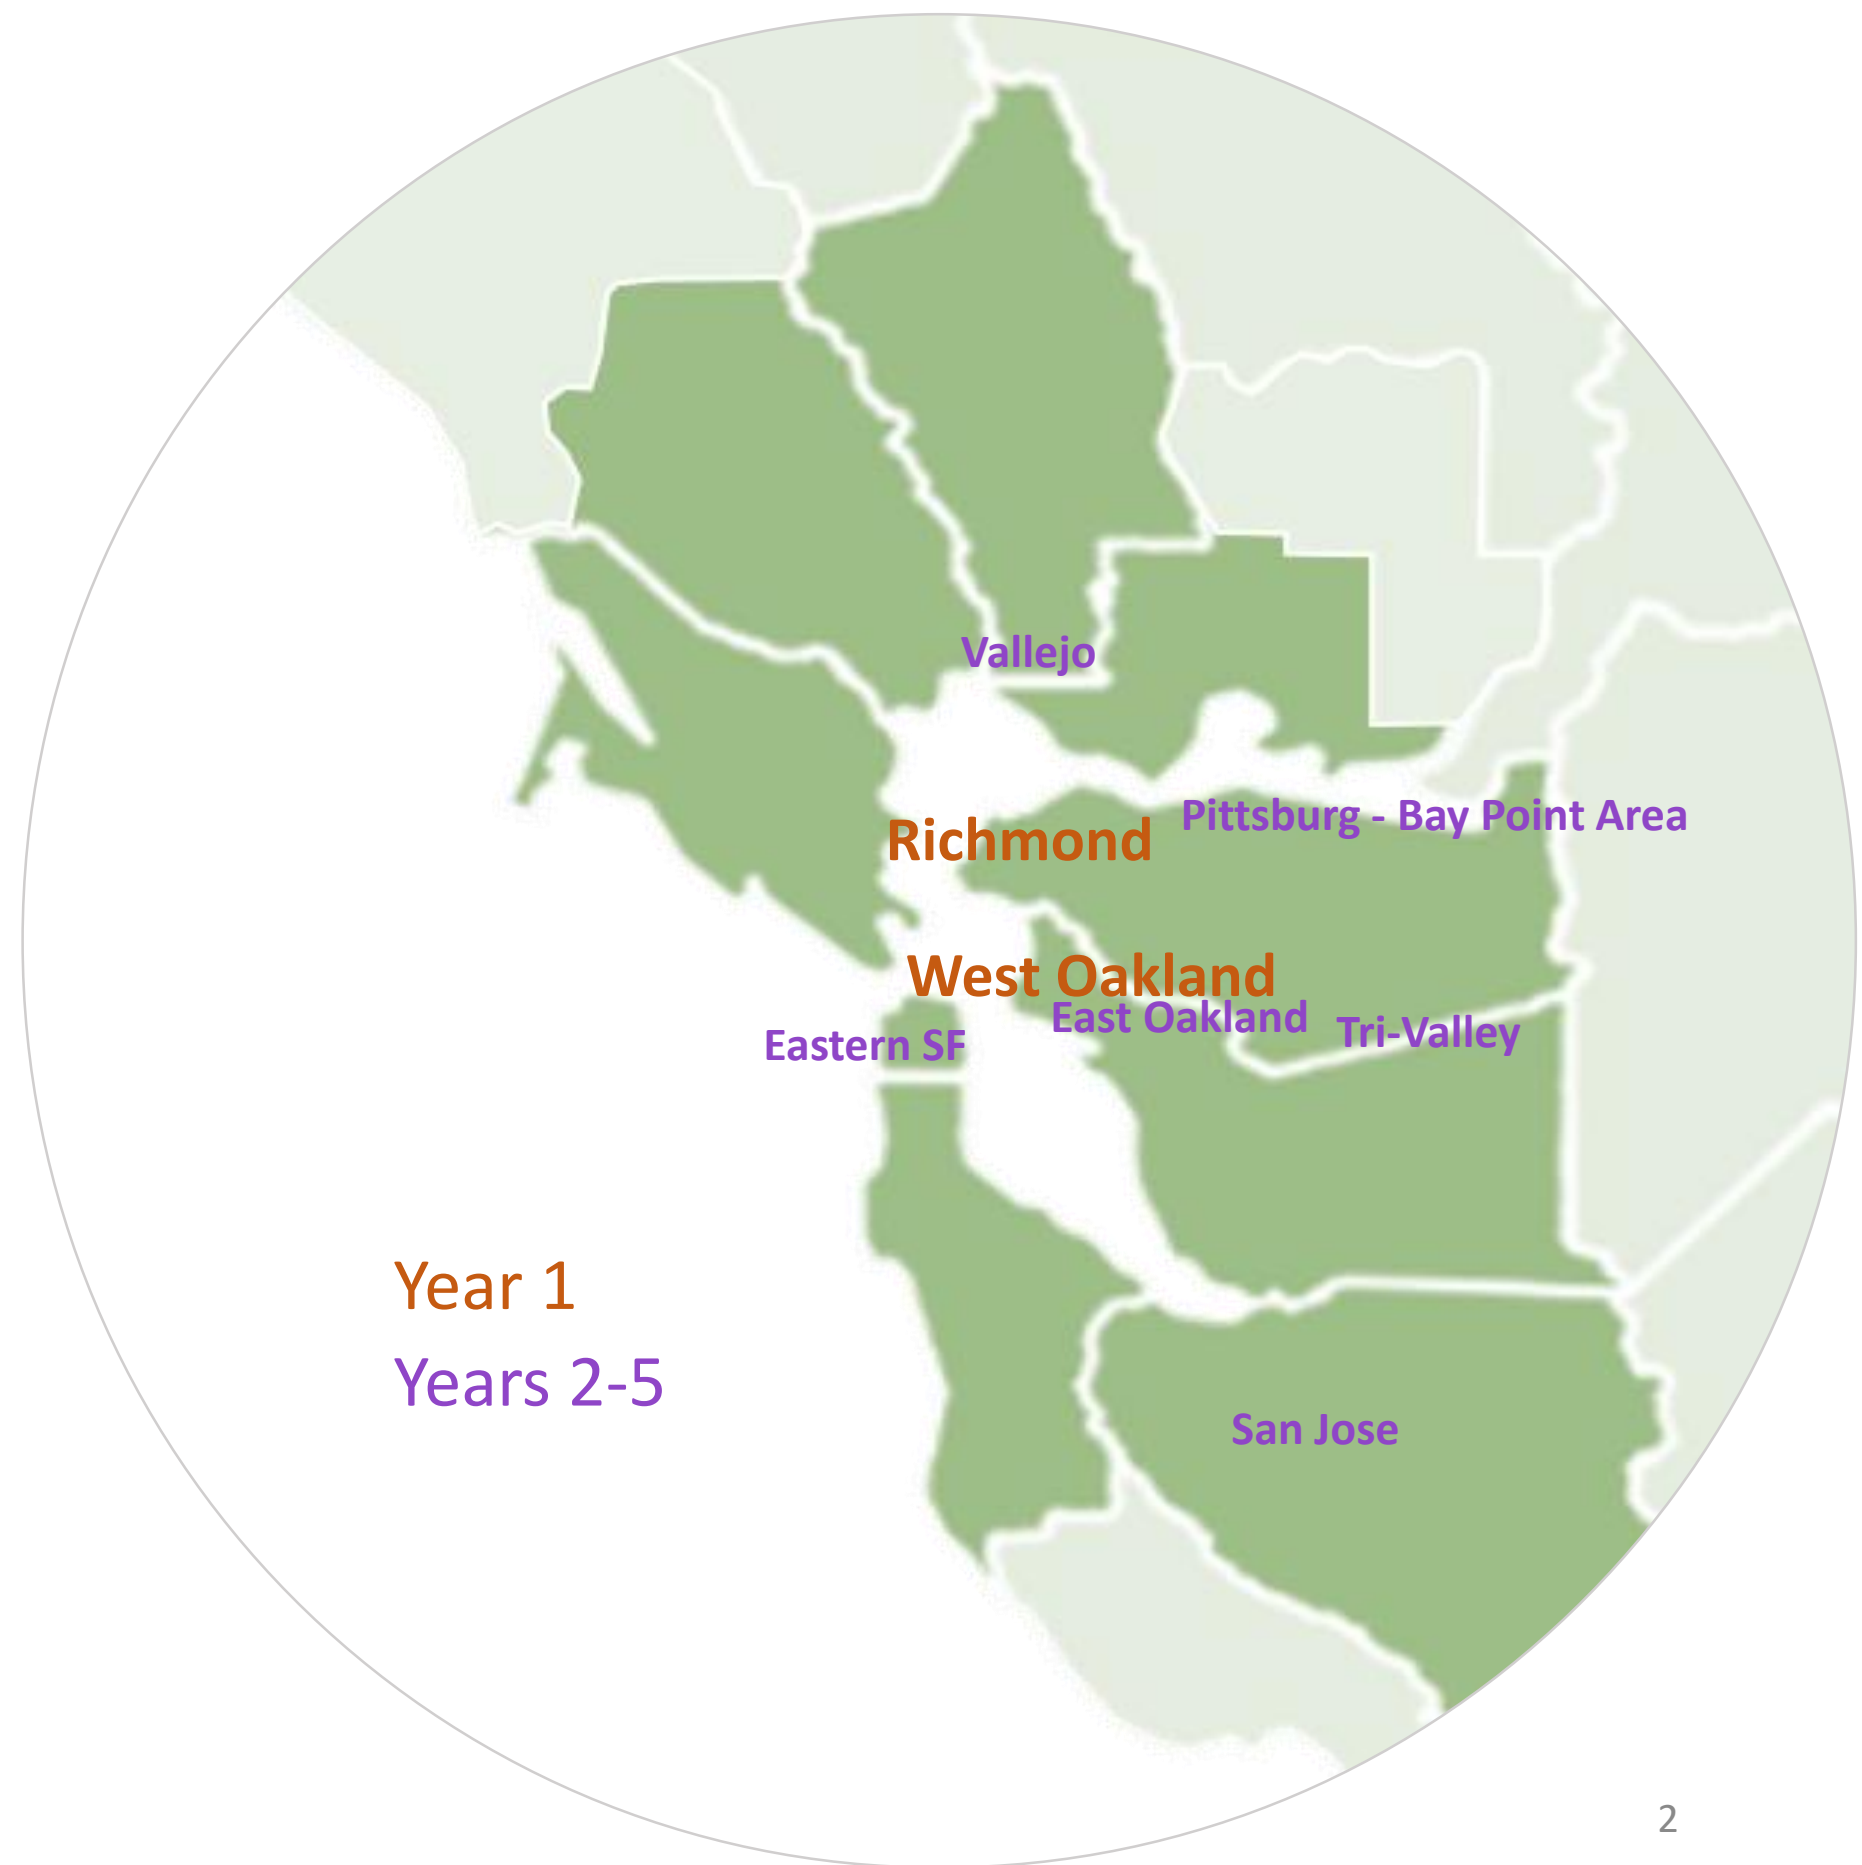 Vallejo
Pittsburg - Bay Point Area
Richmond
West Oakland
East Oakland
Tri-Valley
Eastern SF
Year 1
Years 2-5
San Jose
2